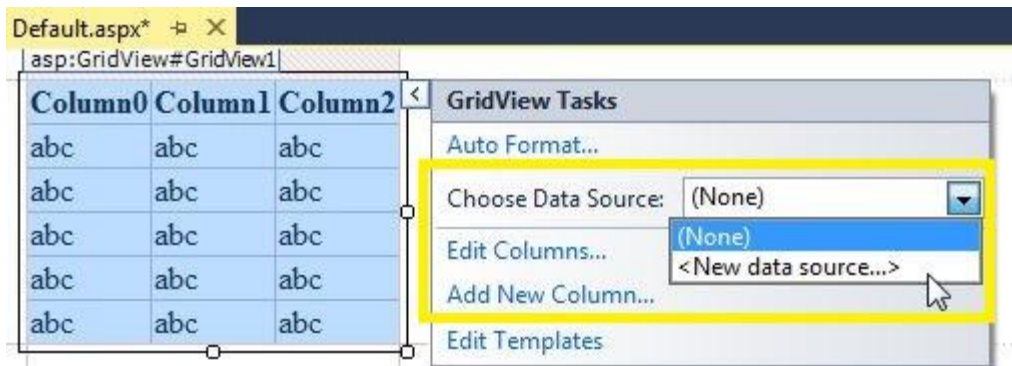 Default.aspx*
asp:GridView#GridView1
Column0 Column1 Column2
abc abc abc
abc abc abc
abc abc abc
abc abc abc
abc abc abc
GridView Tasks
Auto Format...
Choose Data Source: (None)
(None)
<New data source...>
Edit Columns...
Add New Column...
Edit Templates